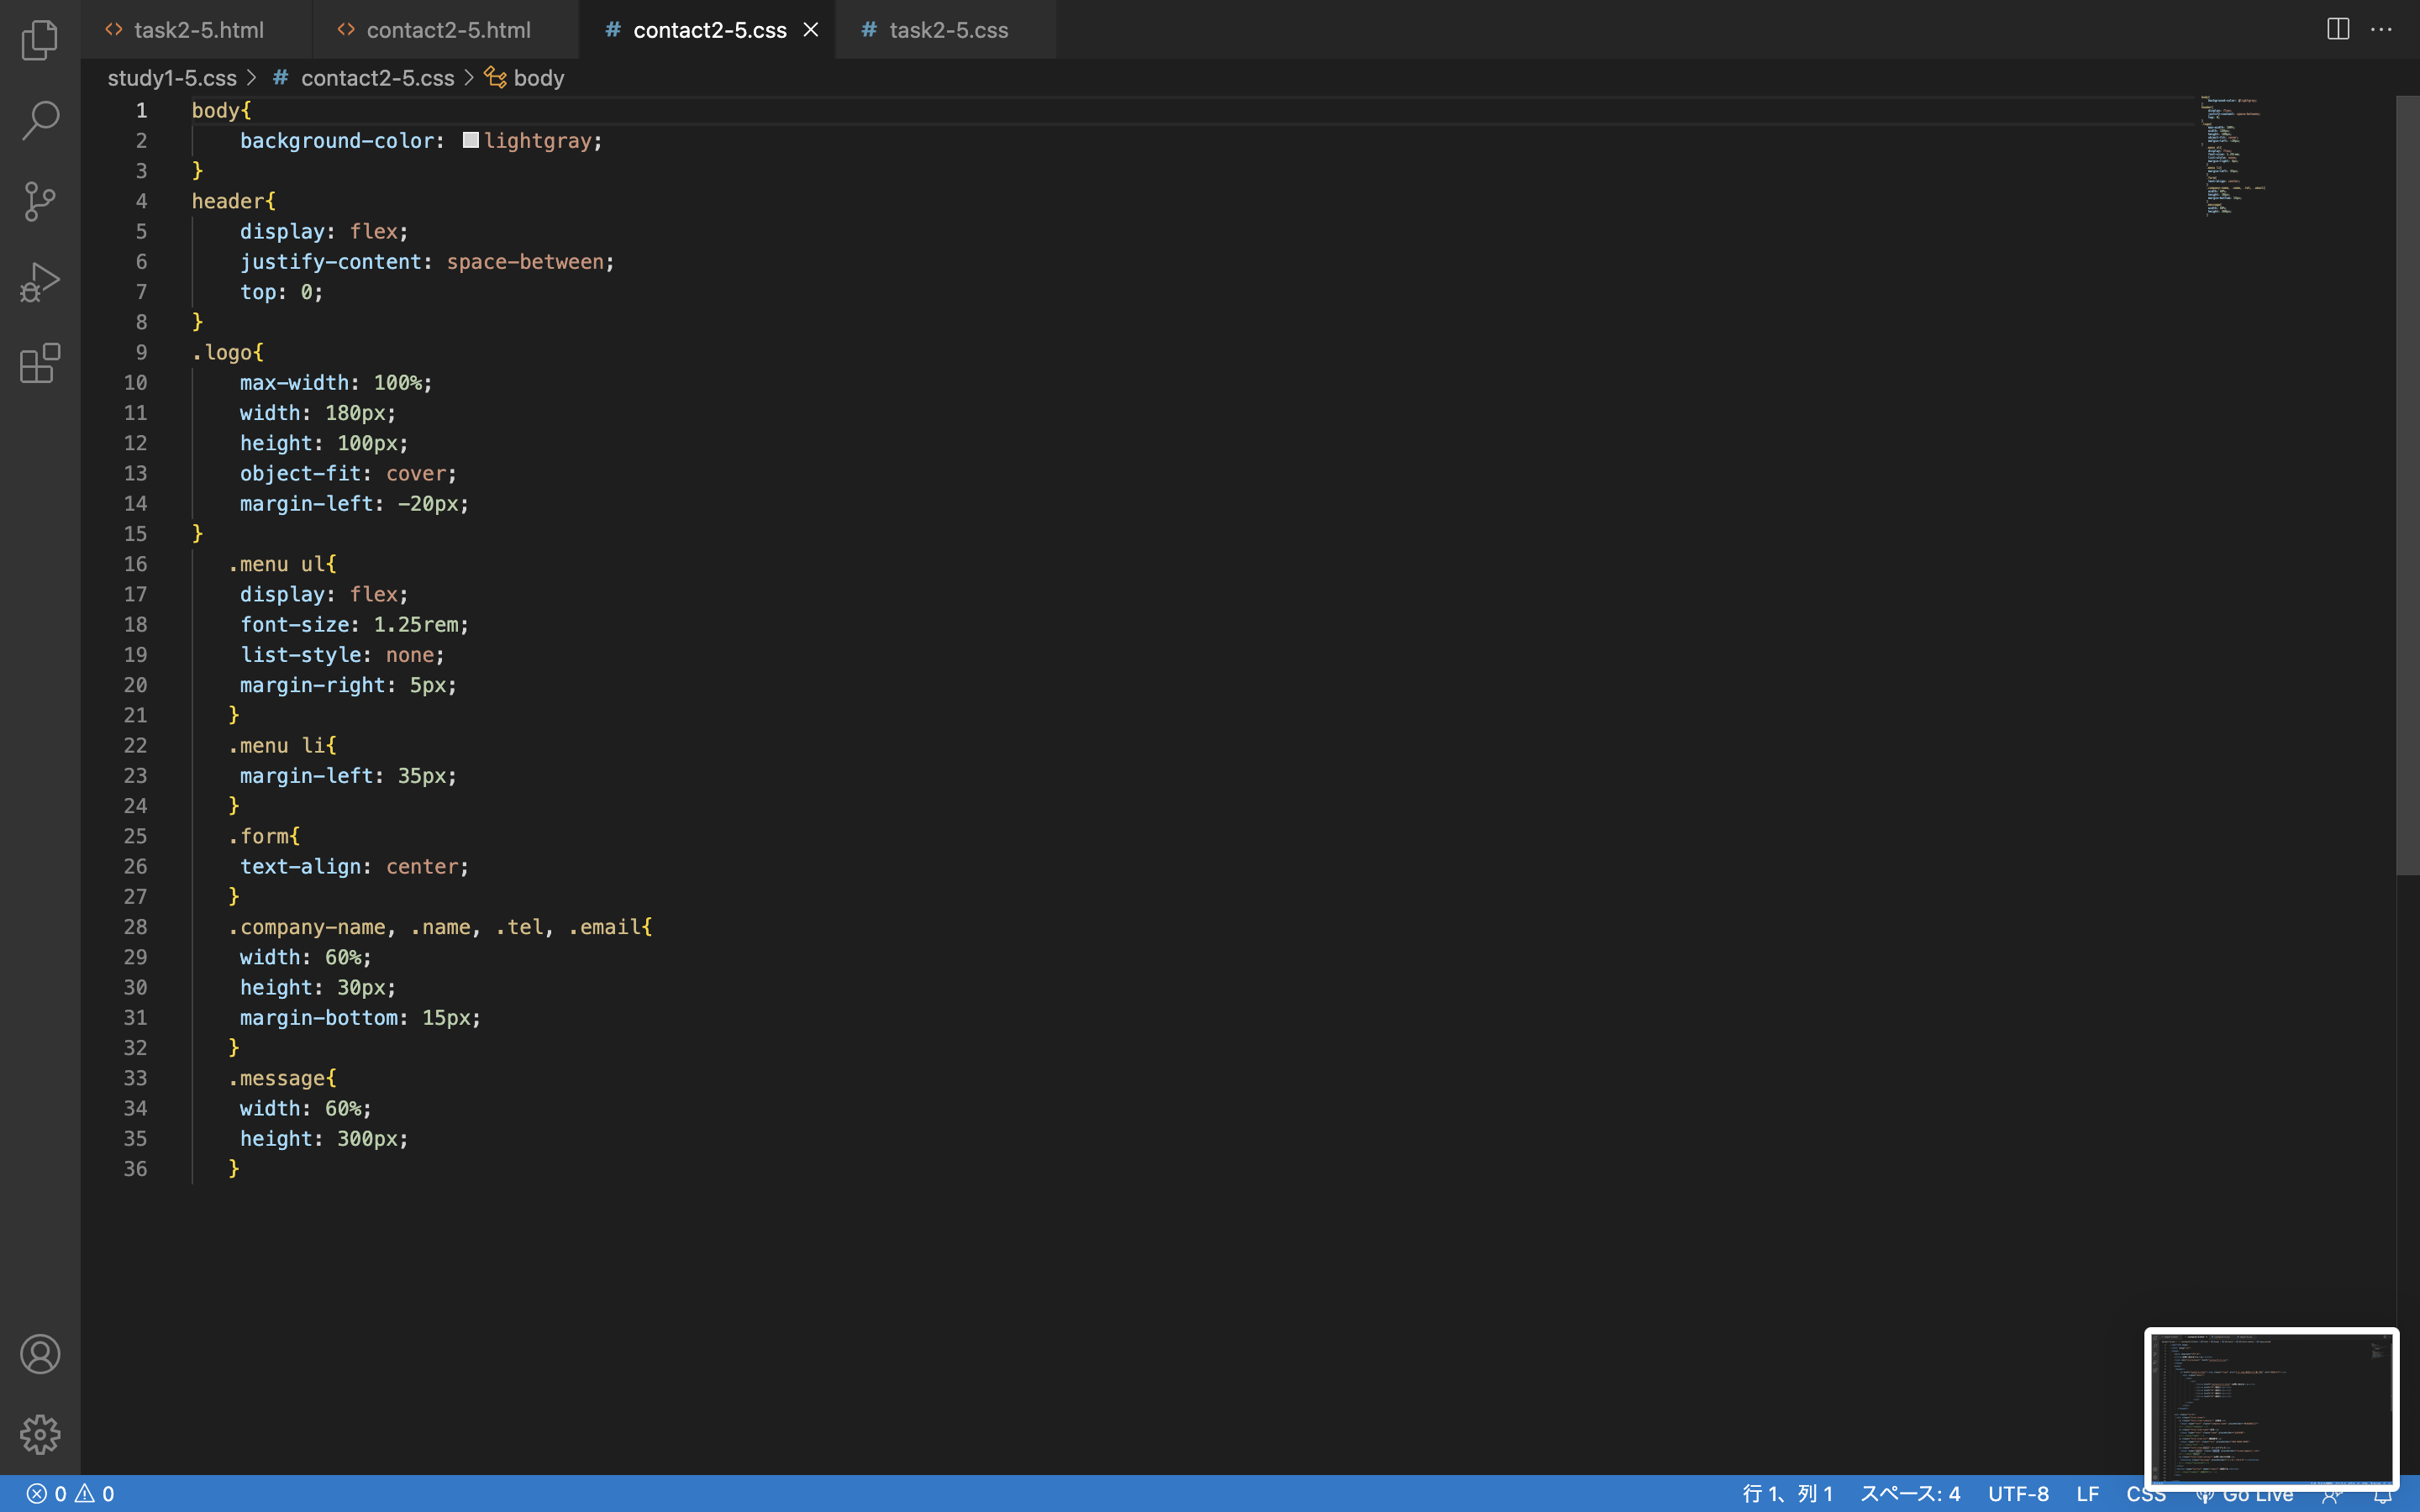 task2-5.html contact2-5.html contact2-5.css task2-5.css
study1-5.css > # contact2-5.css > body
1 body{
2 background-color: lightgray;
3 }
4 header{
5 display: flex;
6 justify-content: space-between;
7 top: 0;
8 }
9 .logo{
10 max-width: 100%;
11 width: 180px;
12 height: 100px;
13 object-fit: cover;
14 margin-left: -20px;
15 }
16 .menu ul{
17 display: flex;
18 font-size: 1.25rem;
19 list-style: none;
20 margin-right: 5px;
21 }
22 .menu li{
23 margin-left: 35px;
24 }
25 .form{
26 text-align: center;
27 }
28 .company-name, .name, .tel, .email{
29 width: 60%;
30 height: 30px;
31 margin-bottom: 15px;
32 }
33 .message{
34 width: 60%;
35 height: 300px;
36 }
0 0 行 1、列 1 スペース: 4 UTF-8 LF CSS Go Live